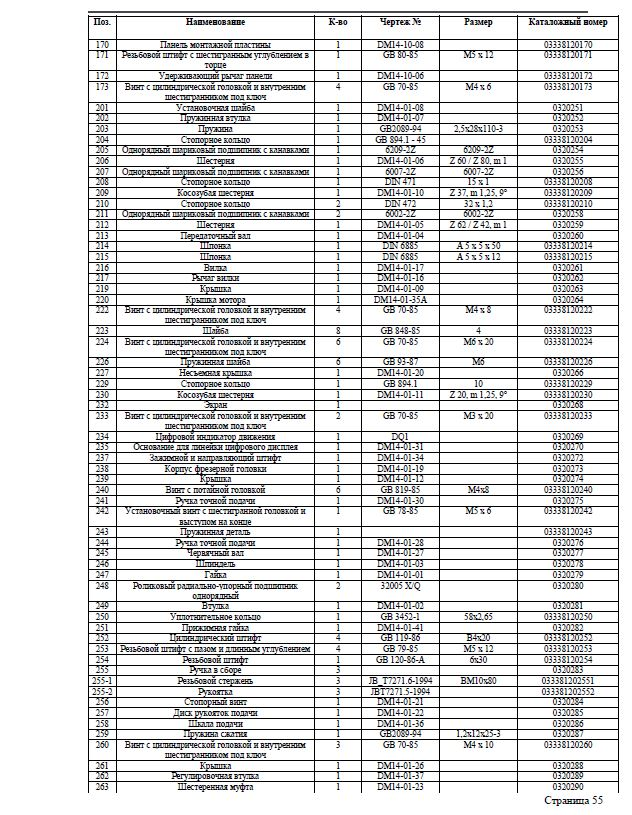 Поз. Наименование К-во Чертеж № Размер Каталожный номер
170 Панель монтажной пластины 1 DM14-10-08 03338120170
171 Резьбовой штифт с шестигранным углублением в 1 GB 80-85 M5 x 12 03338120171
торце
172 Удерживающий рычаг панели 1 DM14-10-06 03338120172
173 Винт с цилиндрической головкой и внутренним 4 GB 70-85 M4 x 6 03338120173
шестигранником под ключ
201 Установочная шайба 1 DM14-01-08 0320251
202 Пружинная втулка 1 DM14-01-07 0320252
203 Пружина 1 GB2089-94 2,5x28x110-3 0320253
204 Стопорное кольцо 1 GB 894.1 - 45 03338120204
205 Однорядный шариковый подшипник с канавками 1 6209-2Z 6209-2Z 0320254
206 Шестерня 1 DM14-01-06 Z 60 / Z 80, m 1 0320255
207 Однорядный шариковый подшипник с канавками 1 6007-2Z 6007-2Z 0320256
208 Стопорное кольцо 1 DIN 471 15 x 1 03338120208
209 Косозубая шестерня 1 DM14-01-10 Z 37, m 1,25, 9° 03338120209
210 Стопорное кольцо 2 DIN 472 32 x 1,2 03338120210
211 Однорядный шариковый подшипник с канавками 2 6002-2Z 6002-2Z 0320258
212 Шестерня 1 DM14-01-05 Z 62 / Z 42, m 1 0320259
213 Передаточный вал 1 DM14-01-04 0320260
214 Шпонка 1 DIN 6885 A 5 x 5 x 50 03338120214
215 Шпонка 1 DIN 6885 A 5 x 5 x 12 03338120215
216 Вилка 1 DM14-01-17 0320261
217 Рычаг вилки 1 DM14-01-16 0320262
219 Крышка 1 DM14-01-09 0320263
220 Крышка мотора 1 DM14-01-35A 0320264
222 Винт с цилиндрической головкой и внутренним 4 GB 70-85 M4 x 8 03338120222
шестигранником под ключ
223 Шайба 8 GB 848-85 4 03338120223
224 Винт с цилиндрической головкой и внутренним 6 GB 70-85 M6 x 20 03338120224
шестигранником под ключ
226 Пружинная шайба 6 GB 93-87 M6 03338120226
227 Несъемная крышка 1 DM14-01-20 0320266
229 Стопорное кольцо 1 GB 894.1 10 03338120229
230 Косозубая шестерня 1 DM14-01-11 Z 20, m 1,25, 9° 03338120230
232 Экран 1 0320268
233 Винт с цилиндрической головкой и внутренним 2 GB 70-85 M3 x 20 03338120233
шестигранником под ключ
234 Цифровой индикатор движения 1 DQ1 0320269
235 Основание для линейки цифрового дисплея 1 DM14-01-31 0320270
237 Зажимной и направляющий штифт 1 DM14-01-34 0320272
238 Корпус фрезерной головки 1 DM14-01-19 0320273
239 Крышка 1 DM14-01-12 0320274
240 Винт с потайной головкой 6 GB 819-85 M4x8 03338120240
241 Ручка точной подачи 1 DM14-01-30 0320275
242 Установочный винт с шестигранной головкой и 1 GB 78-85 M5 x 6 03338120242
выступом на конце
243 Пружинная деталь 1 03338120243
244 Ручка точной подачи 1 DM14-01-28 0320276
245 Червячный вал 1 DM14-01-27 0320277
246 Шпиндель 1 DM14-01-03 0320278
247 Гайка 1 DM14-01-01 0320279
248 Роликовый радиально-упорный подшипник 2 32005 X/Q 0320280
однорядный
249 Втулка 1 DM14-01-02 0320281
250 Уплотнительное кольцо 1 GB 3452-1 58x2,65 03338120250
251 Прижимная гайка 1 DM14-01-41 0320282
252 Цилиндрический штифт 4 GB 119-86 B4x20 03338120252
253 Резьбовой штифт с пазом и длинным углублением 4 GB 79-85 M5 x 12 03338120253
254 Резьбовой штифт 1 GB 120-86-A 6x30 03338120254
255 Ручка в сборе 3 0320283
255-1 Резьбовой стержень 3 JB_T7271.6-1994 BM10x80 033381202551
255-2 Рукоятка 3 JBT7271.5-1994 033381202552
256 Стопорный винт 1 DM14-01-21 0320284
257 Диск рукояток подачи 1 DM14-01-22 0320285
258 Шкала подачи 1 DM14-01-36 0320286
259 Пружина сжатия 1 GB2089-94 1,2x12x25-3 0320287
260 Винт с цилиндрической головкой и внутренним 3 GB 70-85 M4 x 10 03338120260
шестигранником под ключ
261 Крышка 1 DM14-01-26 0320288
262 Регулировочная втулка 1 DM14-01-37 0320289
263 Шестеренная муфта 1 DM14-01-23 0320290
Страница 55